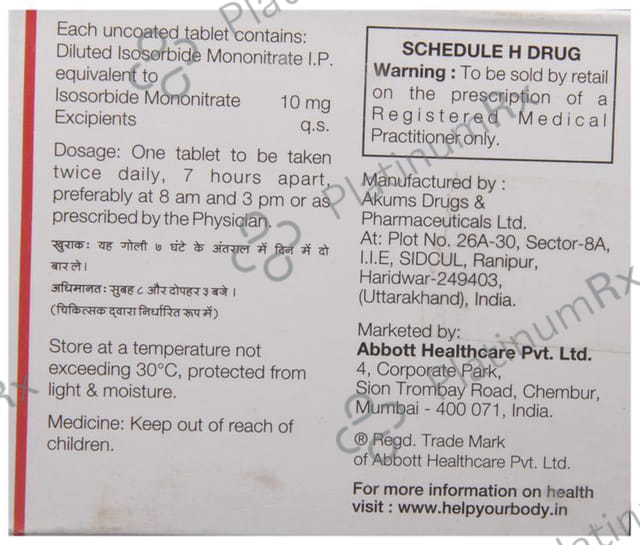 Each uncoated tablet contains:
Diluted Isosorbide Mononitrate I.P.
equivalent to
Isosorbide Mononitrate 10 mg
Excipients q.s.
Dosage: One tablet to be taken
twice daily, 7 hours apart,
preferably at 8 am and 3 pm or as
prescribed by the Physician.
खुराकः यह गोली ७ घंटे के अंतराल में दिन में दो
बार ले।
अधिमानतः सुबह ८ और दोपहर ३ बजे।
(चिकित्सक द्वारा निर्धारित रूप में)
Store at a temperature not
exceeding 30°C, protected from
light & moisture.
Medicine: Keep out of reach of
children.
SCHEDULE H DRUG
Warning : To be sold by retail
on the prescription of a
Registered Medical
Practitioner only.
Manufactured by :
Akums Drugs &
Pharmaceuticals Ltd.
At: Plot No. 26A-30, Sector-8A,
I.I.E, SIDCUL, Ranipur,
Haridwar-249403,
(Uttarakhand), India.
Marketed by:
Abbott Healthcare Pvt. Ltd.
4, Corporate Park,
Sion Trombay Road, Chembur,
Mumbai - 400 071, India.
® Regd. Trade Mark
of Abbott Healthcare Pvt. Ltd.
For more information on health
visit : www.helpyourbody.in
PlatinumRx
PlatinumRx
PlatinumRx